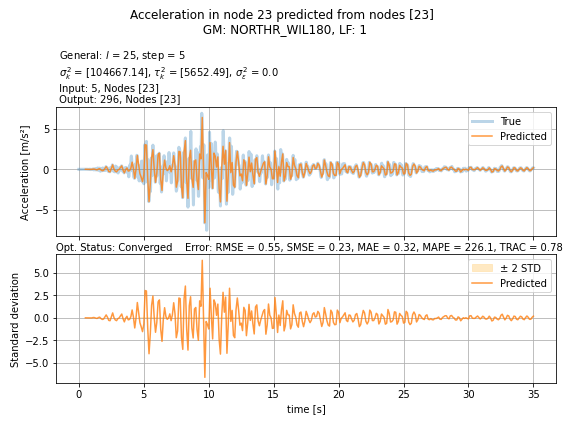 Acceleration in node 23 predicted from nodes [23]
GM: NORTHR_WIL180, LF: 1
General: l = 25, step = 5
σ²ₖ = [104667.14], τ²ₖ = [5652.49], σ²ε = 0.0
Input: 5, Nodes [23]
Output: 296, Nodes [23]
Acceleration [m/s²]
5
0
−5
True
Predicted
Opt. Status: Converged    Error: RMSE = 0.55, SMSE = 0.23, MAE = 0.32, MAPE = 226.1, TRAC = 0.78
Standard deviation
5.0
2.5
0.0
−2.5
−5.0
± 2 STD
Predicted
0 5 10 15 20 25 30 35
time [s]